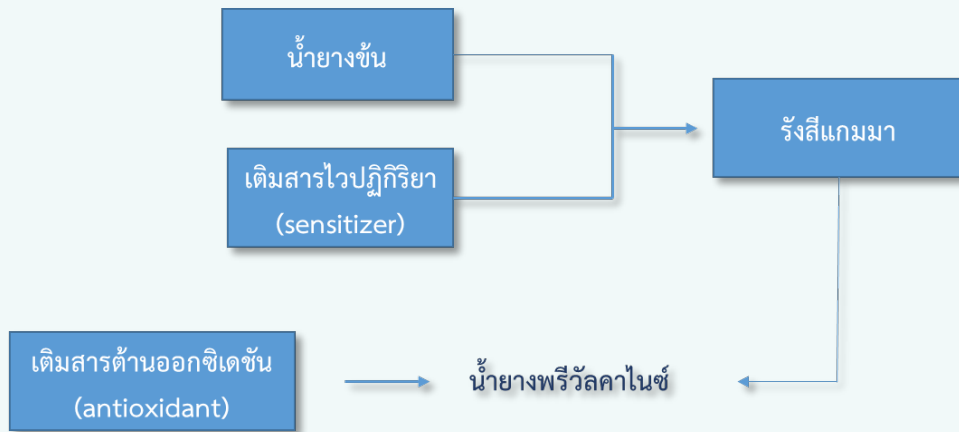 น้ำยางข้น
รังสีแกมมา
เติมสารไวปฏิกิริยา
(sensitizer)
เติมสารต้านออกซิเดชัน
(antioxidant)
น้ำยางพรีวัลคาไนซ์